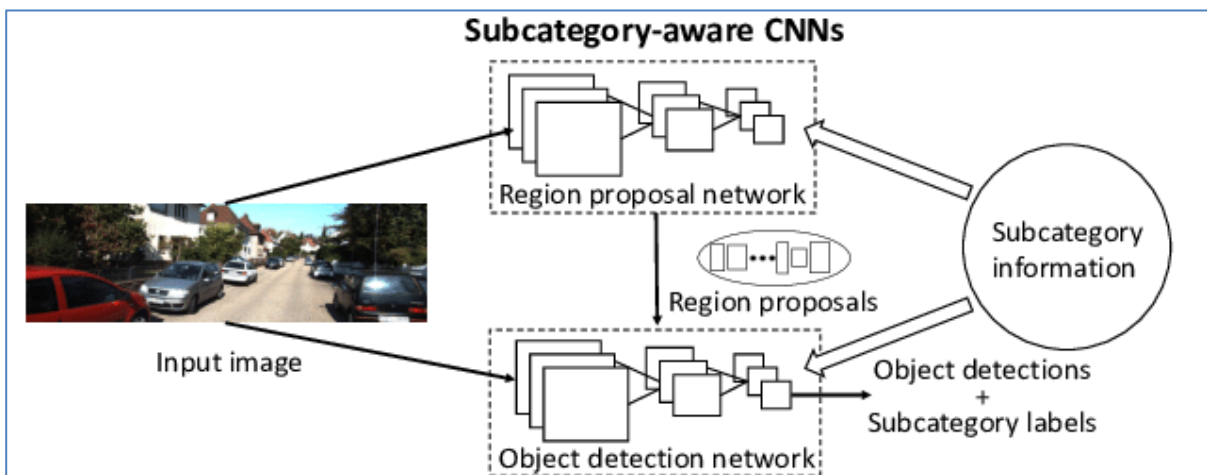 Subcategory-aware CNNs
Region proposal network
Subcategory
information
Region proposals
Input image
Object detections
+
Subcategory labels
Object detection network